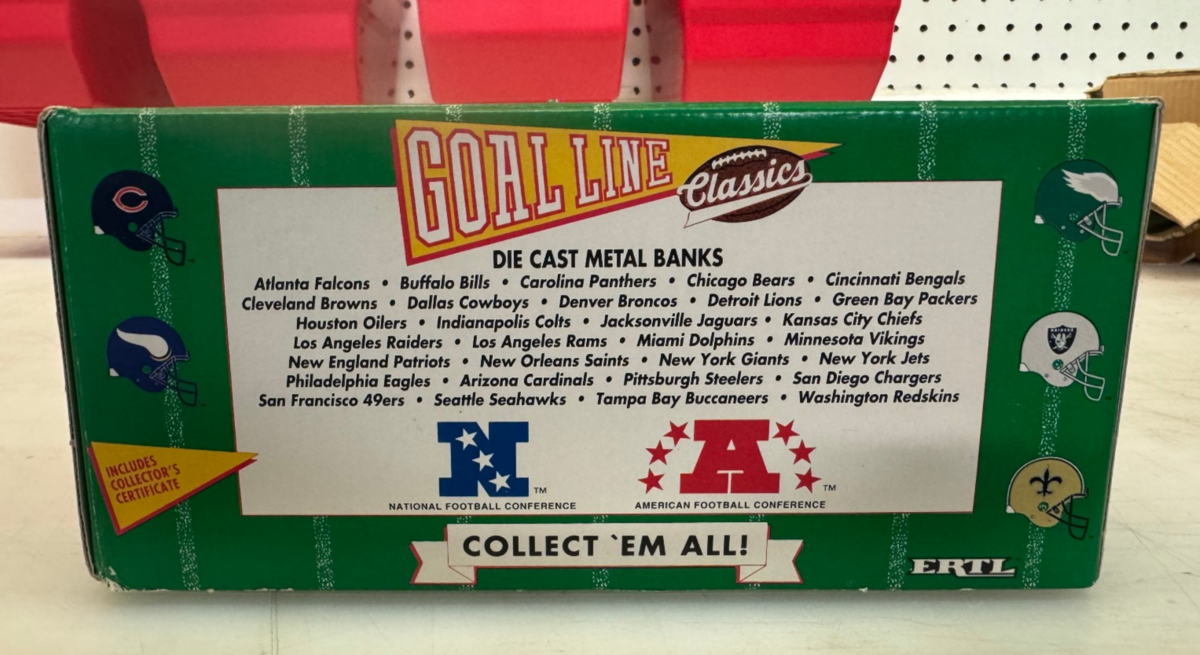 GOAL LINE
Classics
DIE CAST METAL BANKS
Atlanta Falcons • Buffalo Bills • Carolina Panthers • Chicago Bears • Cincinnati Bengals
Cleveland Browns • Dallas Cowboys • Denver Broncos • Detroit Lions • Green Bay Packers
Houston Oilers • Indianapolis Colts • Jacksonville Jaguars • Kansas City Chiefs
Los Angeles Raiders • Los Angeles Rams • Miami Dolphins • Minnesota Vikings
New England Patriots • New Orleans Saints • New York Giants • New York Jets
Philadelphia Eagles • Arizona Cardinals • Pittsburgh Steelers • San Diego Chargers
San Francisco 49ers • Seattle Seahawks • Tampa Bay Buccaneers • Washington Redskins
C
RAIDERS
N TM
A TM
NATIONAL FOOTBALL CONFERENCE
AMERICAN FOOTBALL CONFERENCE
INCLUDES
COLLECTOR'S
CERTIFICATE
COLLECT `EM ALL!
ERTL